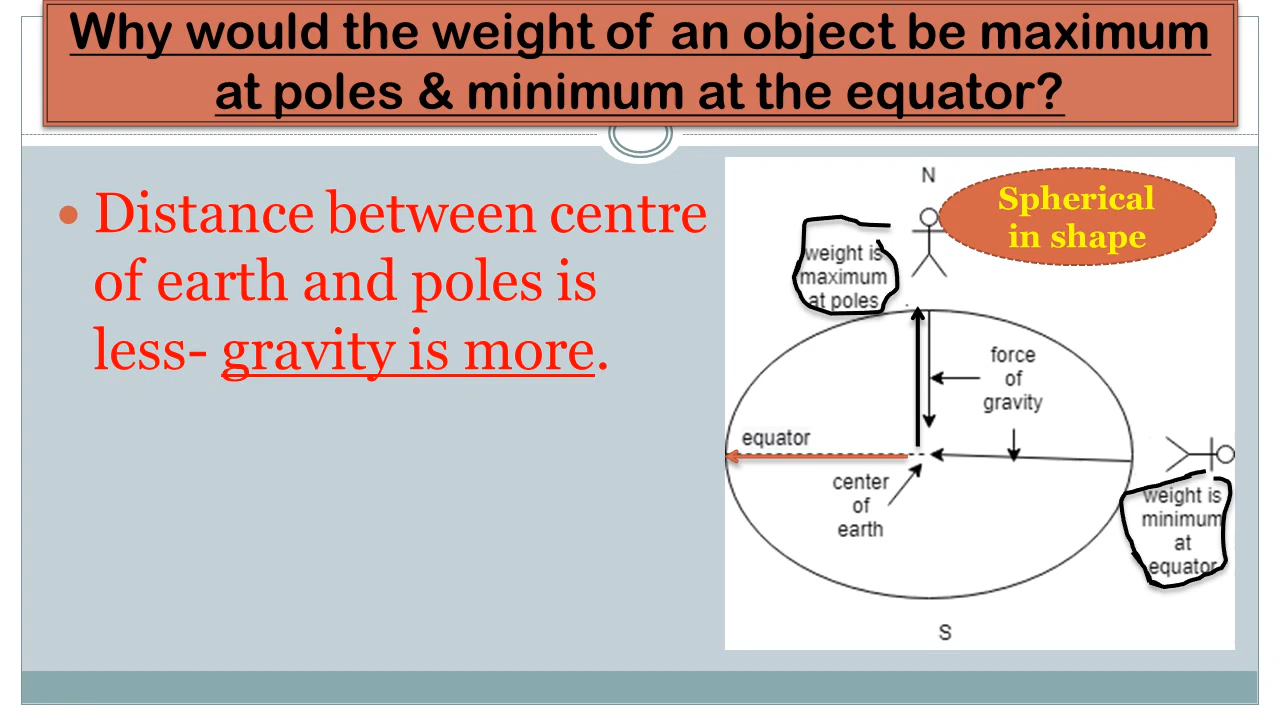 Why would the weight of an object be maximum
at poles & minimum at the equator?
• Distance between centre
of earth and poles is
less- gravity is more.
N
Spherical
in shape
weight is
maximum
at poles
force
of
gravity
equator
center
of
earth
weight is
minimum
at
equator
S